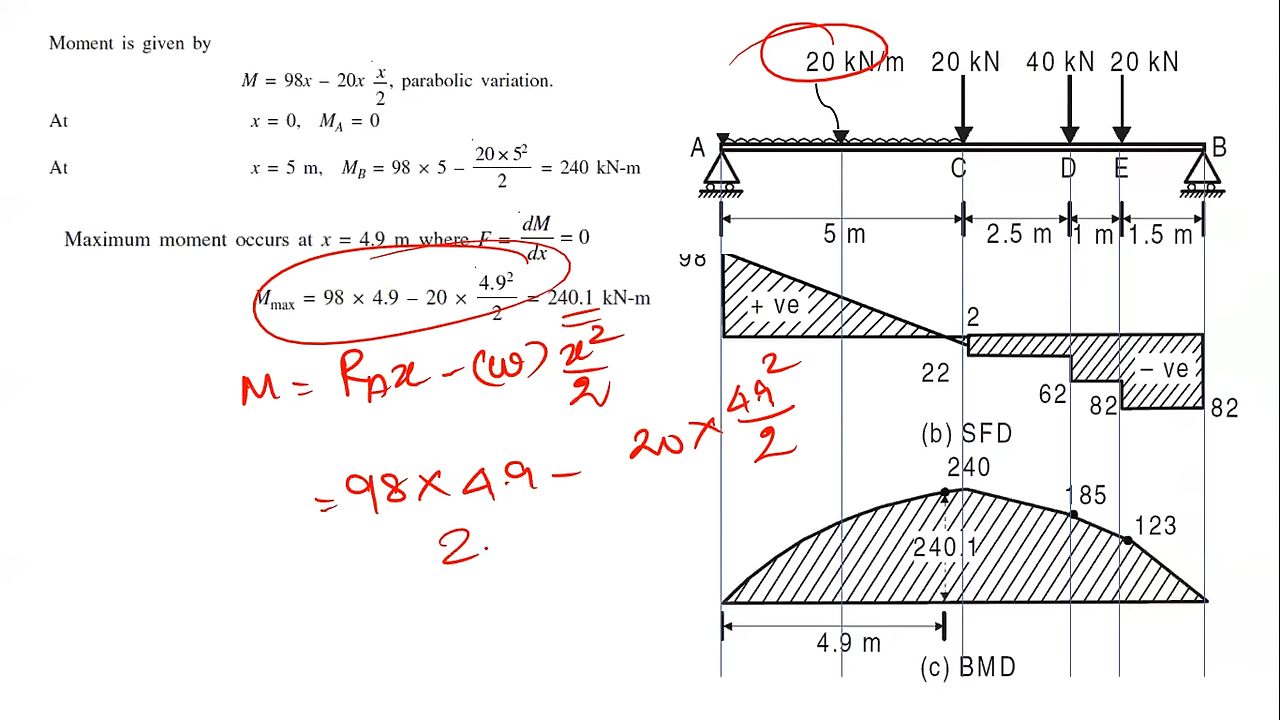 Moment is given by
M = 98x – 20x x/2, parabolic variation.
At x = 0, M_A = 0
At x = 5 m, M_B = 98 × 5 – 20 × 5²/2 = 240 kN-m
Maximum moment occurs at x = 4.9 m where F = dM/dx = 0
M_max = 98 × 4.9 – 20 × 4.9²/2 = 240.1 kN-m
M = R_A x – (w) x²/2
= 98 × 4.9 – 20 × 4.9²/2
2.
20 kN/m 20 kN 40 kN 20 kN
A B
C D E
5 m 2.5 m 1 m 1.5 m
98
+ ve
2
22
– ve
62 82 82
(b) SFD
240
185
123
240.1
4.9 m
(c) BMD